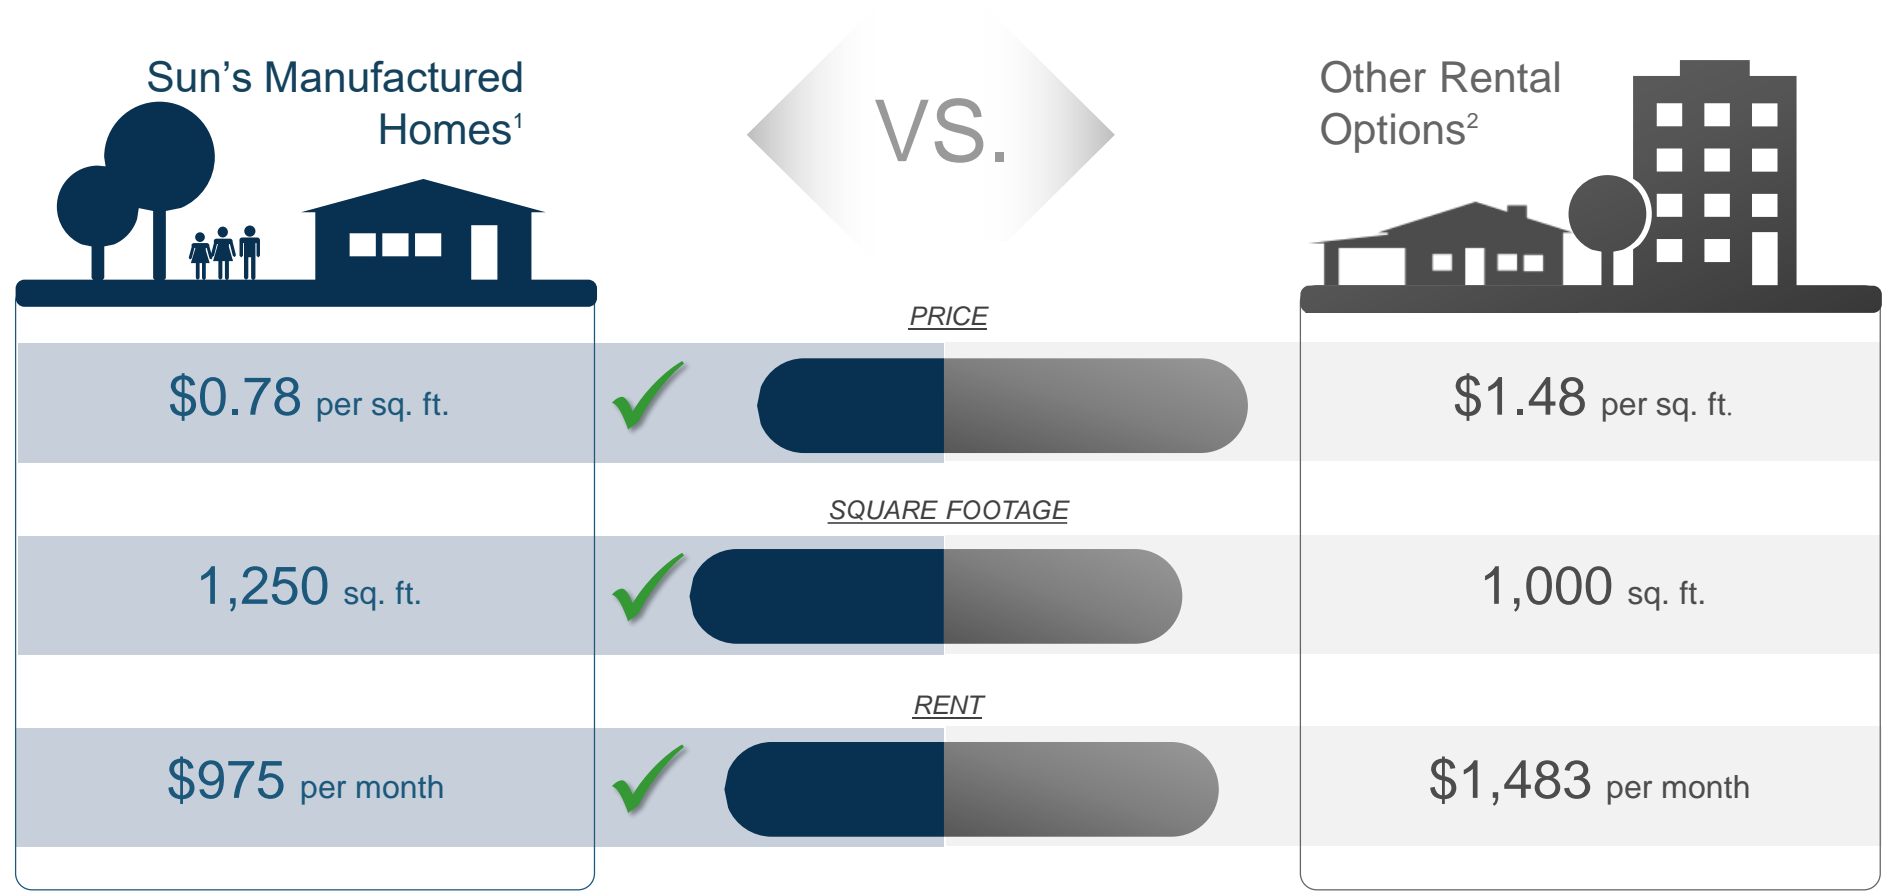 Sun’s Manufactured
Homes¹
VS.
Other Rental
Options²
PRICE
$0.78 per sq. ft.
$1.48 per sq. ft.
SQUARE FOOTAGE
1,250 sq. ft.
1,000 sq. ft.
RENT
$975 per month
$1,483 per month